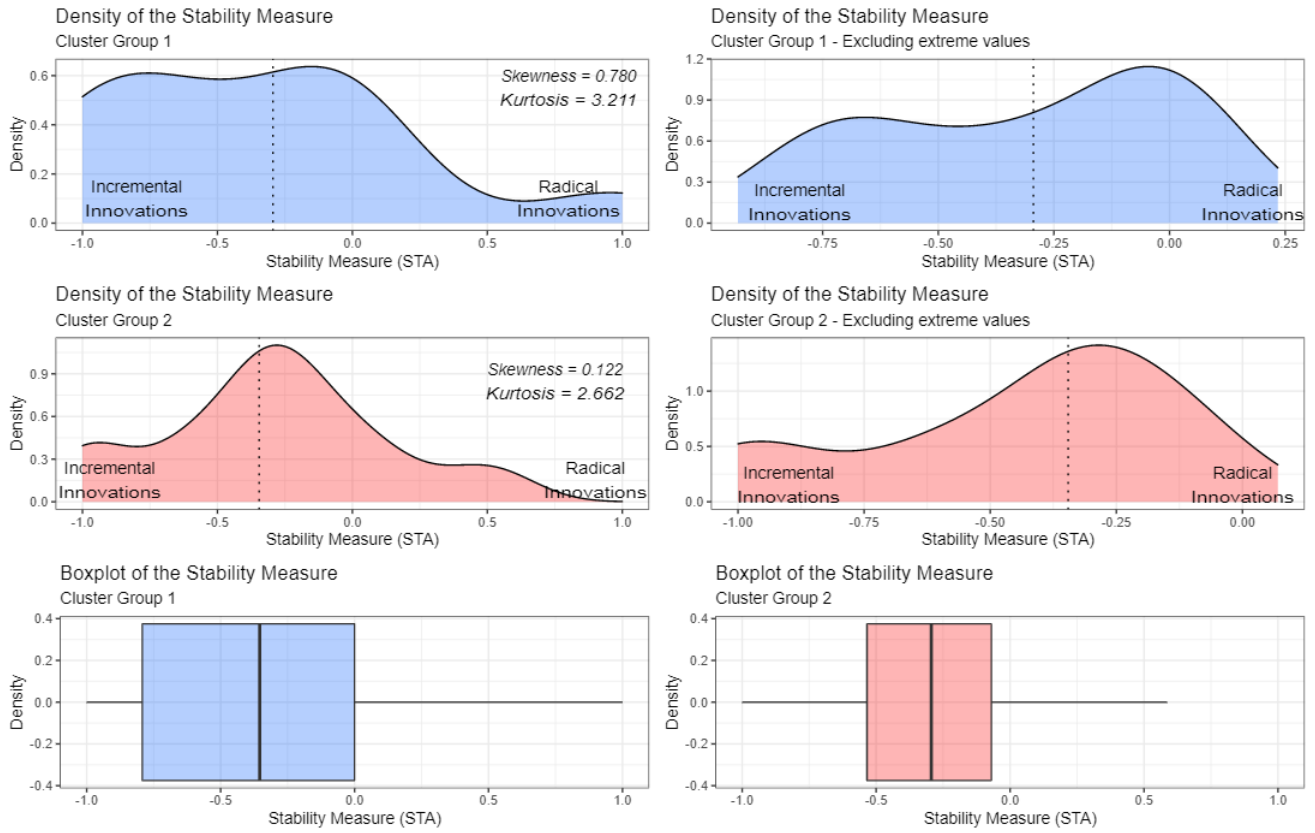 Density of the Stability Measure
Cluster Group 1
Skewness = 0.780
Kurtosis = 3.211
Density
0.6
0.4
0.2
0.0
Incremental
Innovations
Radical
Innovations
-1.0 -0.5 0.0 0.5 1.0
Stability Measure (STA)
Density of the Stability Measure
Cluster Group 1 - Excluding extreme values
Density
1.2
0.9
0.6
0.3
0.0
Incremental
Innovations
Radical
Innovations
-0.75 -0.50 -0.25 0.00 0.25
Stability Measure (STA)
Density of the Stability Measure
Cluster Group 2
Skewness = 0.122
Kurtosis = 2.662
Density
0.9
0.6
0.3
0.0
Incremental
Innovations
Radical
Innovations
-1.0 -0.5 0.0 0.5 1.0
Stability Measure (STA)
Density of the Stability Measure
Cluster Group 2 - Excluding extreme values
Density
1.0
0.5
0.0
Incremental
Innovations
Radical
Innovations
-1.00 -0.75 -0.50 -0.25 0.00
Stability Measure (STA)
Boxplot of the Stability Measure
Cluster Group 1
Density
0.4
0.2
0.0
-0.2
-0.4
-1.0 -0.5 0.0 0.5 1.0
Stability Measure (STA)
Boxplot of the Stability Measure
Cluster Group 2
Density
0.4
0.2
0.0
-0.2
-0.4
-1.0 -0.5 0.0 0.5 1.0
Stability Measure (STA)